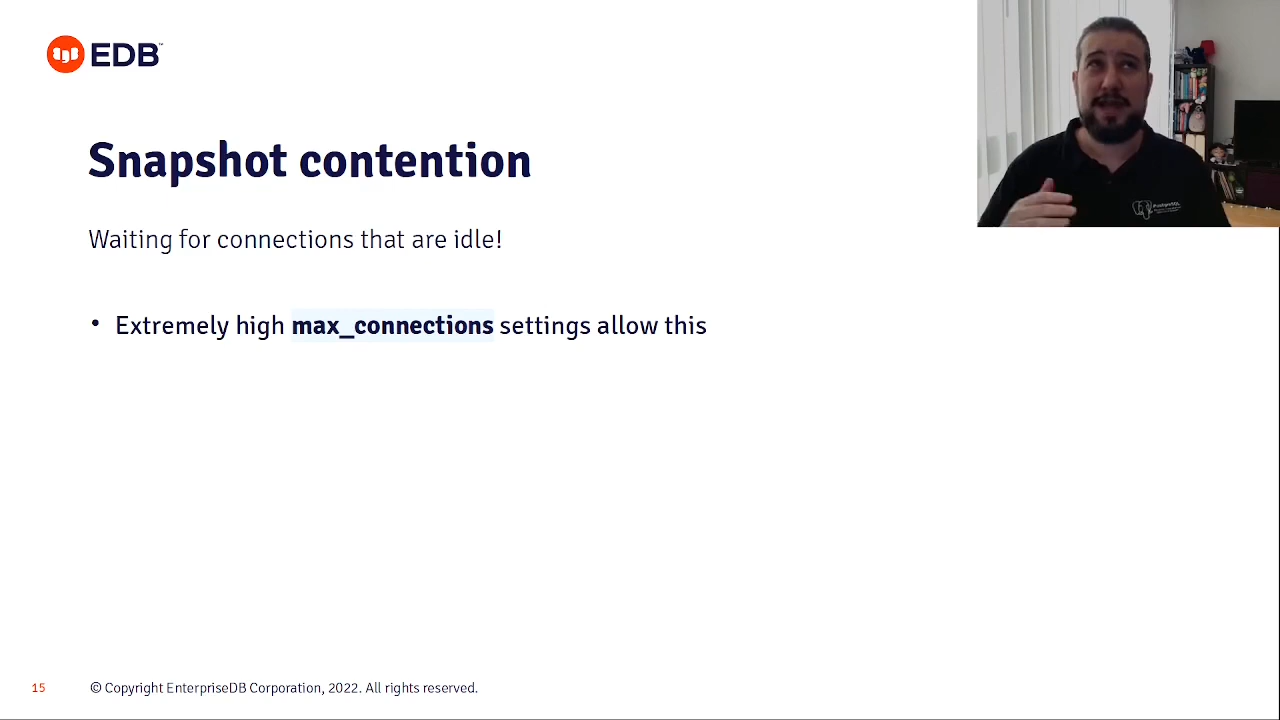 EDB
Snapshot contention
Waiting for connections that are idle!
• Extremely high max_connections settings allow this
15
© Copyright EnterpriseDB Corporation, 2022. All rights reserved.
PostgreSQL